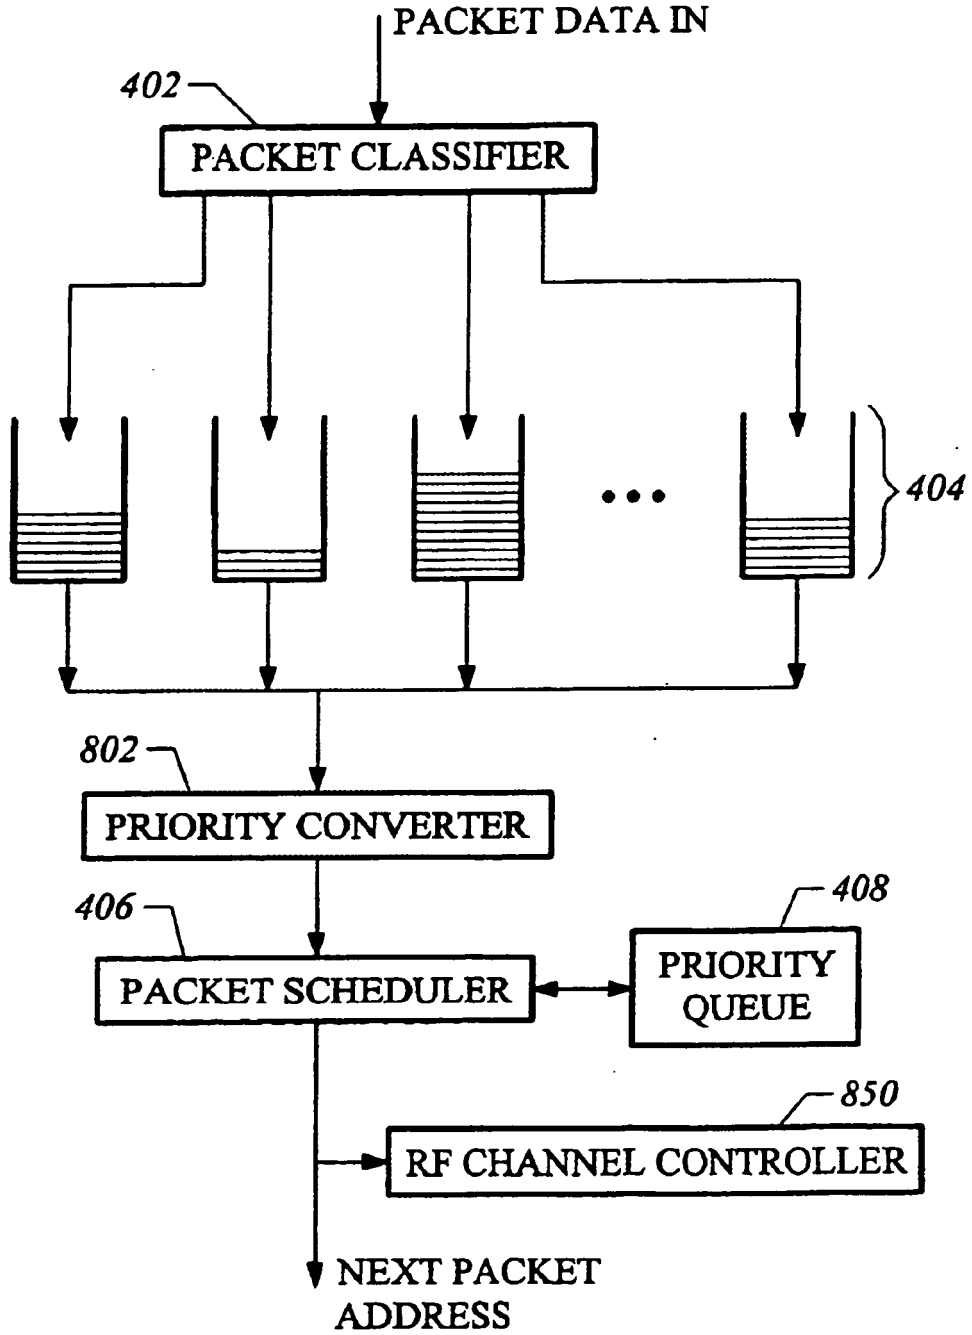 PACKET DATA IN
402
PACKET CLASSIFIER
404
802
PRIORITY CONVERTER
406
408
PACKET SCHEDULER
PRIORITY
QUEUE
850
RF CHANNEL CONTROLLER
NEXT PACKET
ADDRESS